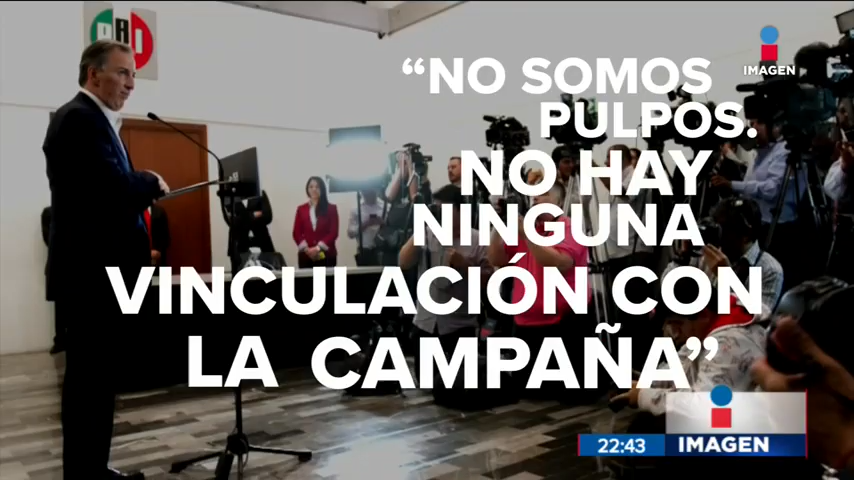 PRI
IMAGEN
“NO SOMOS
PULPOS.
NO HAY
NINGUNA
VINCULACIÓN CON
LA CAMPAÑA”
22:43
IMAGEN